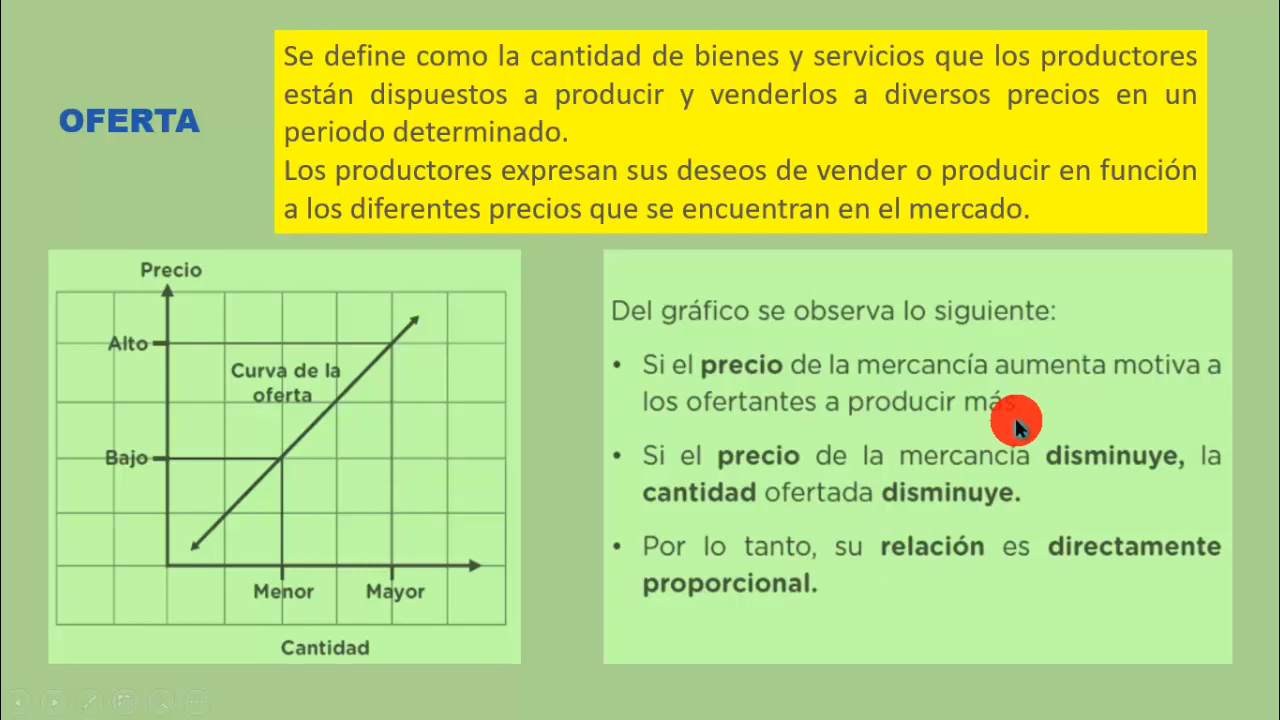 OFERTA
Se define como la cantidad de bienes y servicios que los productores
están dispuestos a producir y venderlos a diversos precios en un
periodo determinado.
Los productores expresan sus deseos de vender o producir en función
a los diferentes precios que se encuentran en el mercado.
Precio
Alto
Curva de la
oferta
Bajo
Menor
Mayor
Cantidad
Del gráfico se observa lo siguiente:
• Si el precio de la mercancía aumenta motiva a
los ofertantes a producir más
• Si el precio de la mercancía disminuye, la
cantidad ofertada disminuye.
• Por lo tanto, su relación es directamente
proporcional.